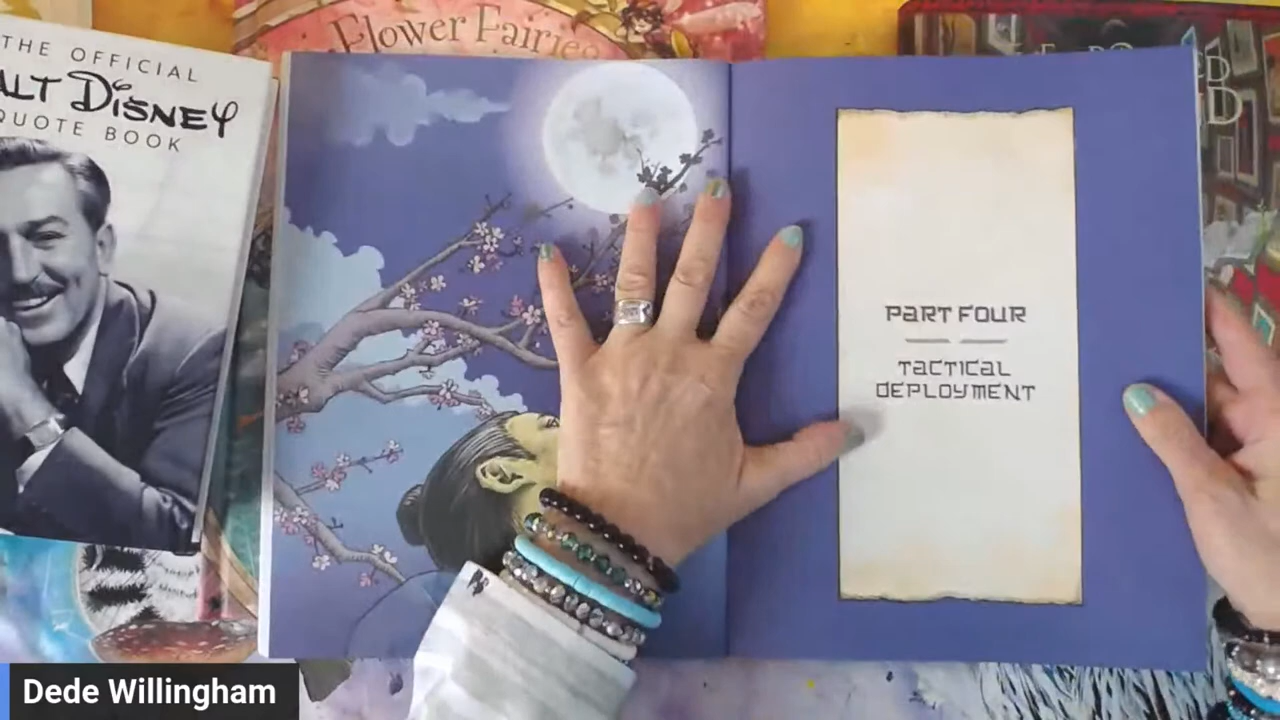 THE OFFICIAL
ALT DISNEY
QUOTE BOOK
Flower Fairies
PART FOUR
TACTICAL
DEPLOYMENT
Dede Willingham